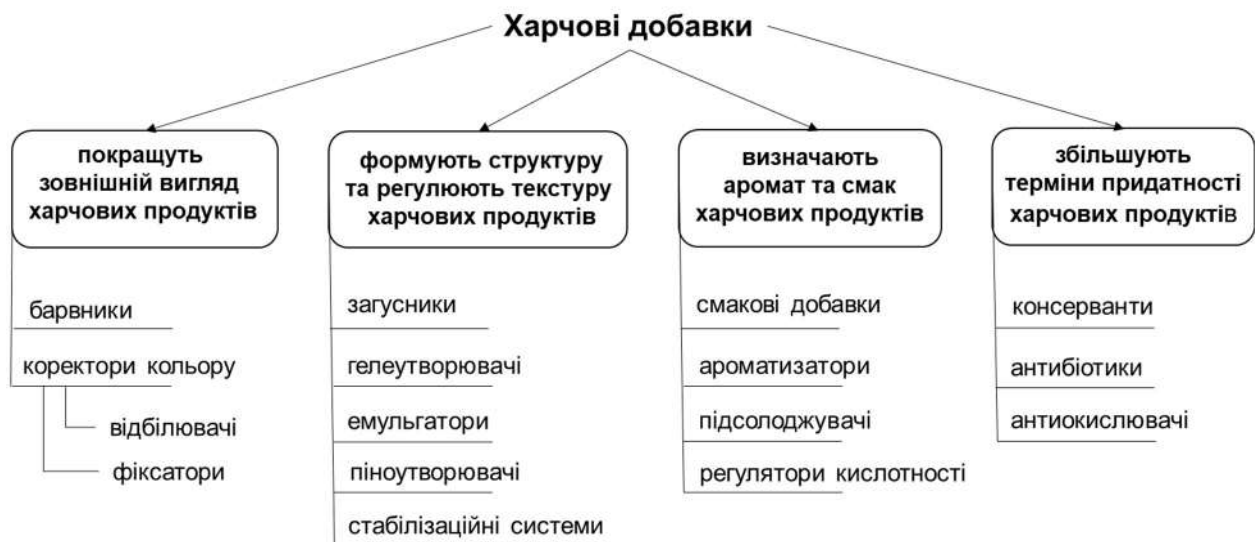 Харчові добавки
покращуть
зовнішній вигляд
харчових продуктів
барвники
коректори кольору
відбілювачі
фіксатори
формують структуру
та регулюють текстуру
харчових продуктів
загусники
гелеутворювачі
емульгатори
піноутворювачі
стабілізаційні системи
визначають
аромат та смак
харчових продуктів
смакові добавки
ароматизатори
підсолоджувачі
регулятори кислотності
збільшують
терміни придатності
харчових продуктів
консерванти
антибіотики
антиокислювачі